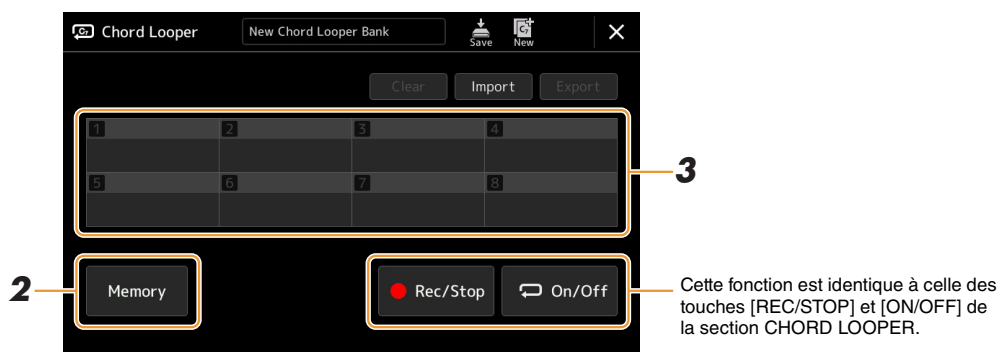 Chord Looper
New Chord Looper Bank
Save
New
Clear
Import
Export
1
2
3
4
5
6
7
8
3
2
Memory
Rec/Stop
On/Off
Cette fonction est identique à celle des
touches [REC/STOP] et [ON/OFF] de
la section CHORD LOOPER.